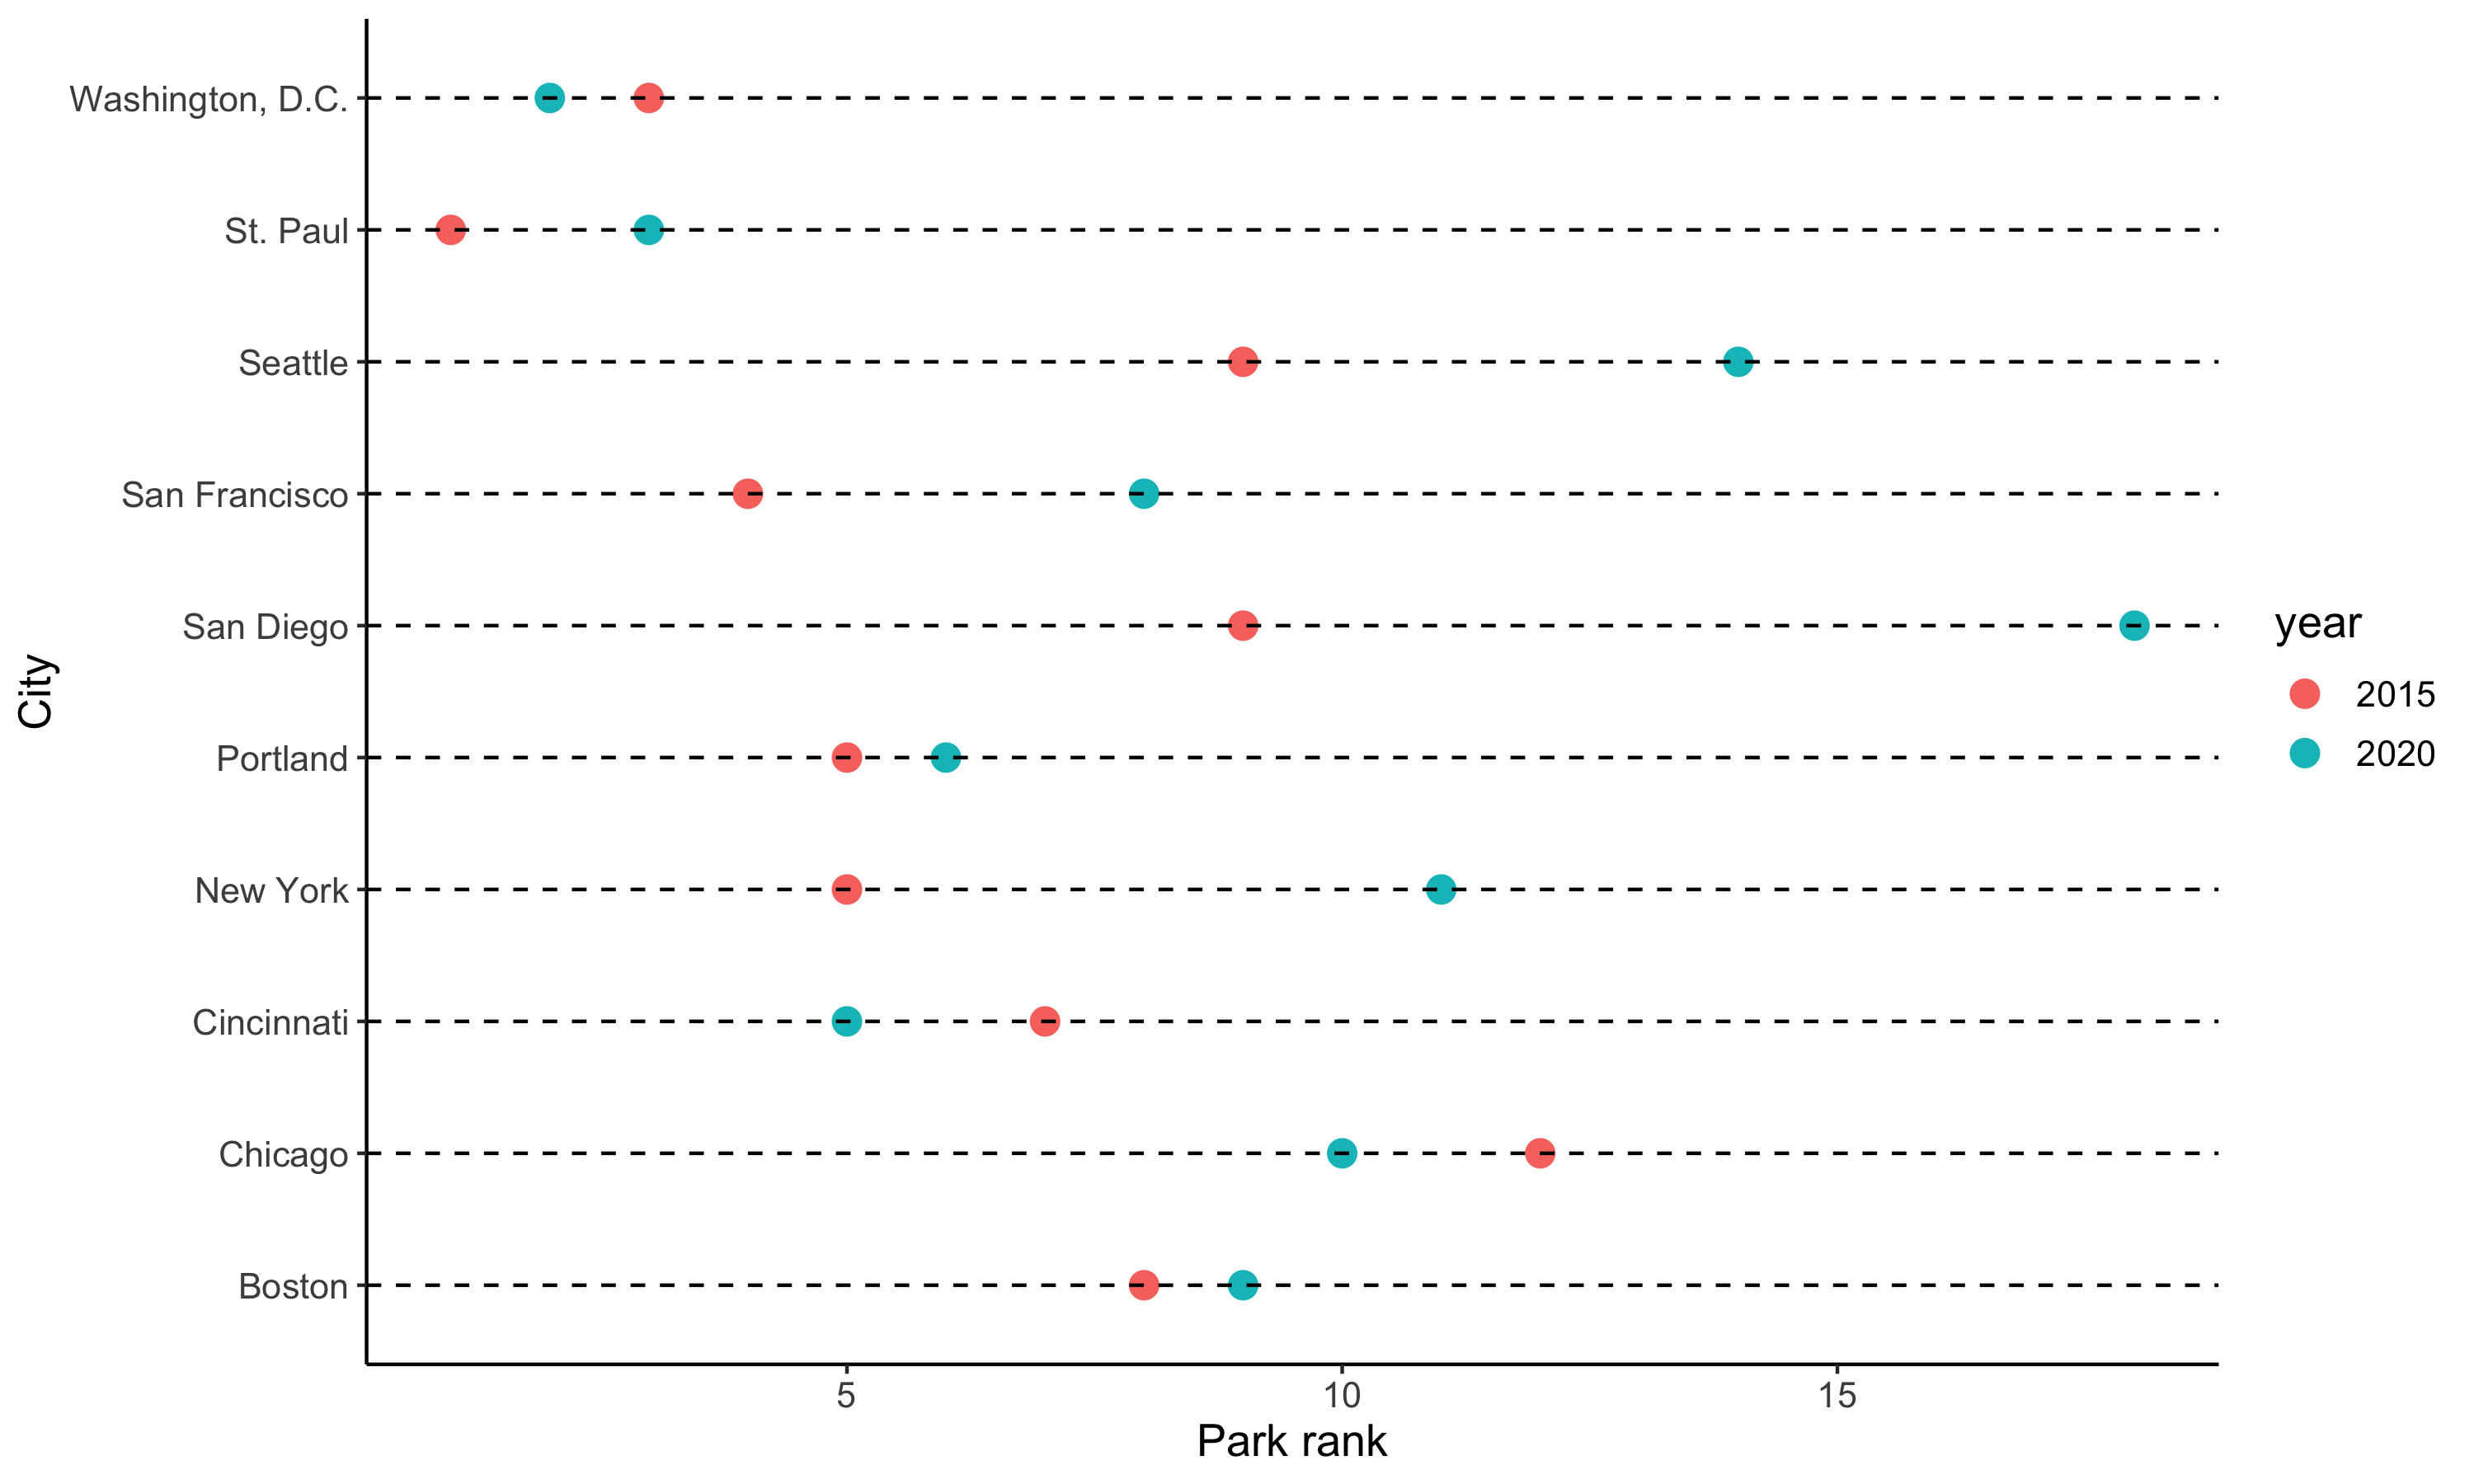 Washington, D.C.
St. Paul
Seattle
San Francisco
San Diego
Portland
New York
Cincinnati
Chicago
Boston
City
5 10 15
Park rank
year
2015
2020